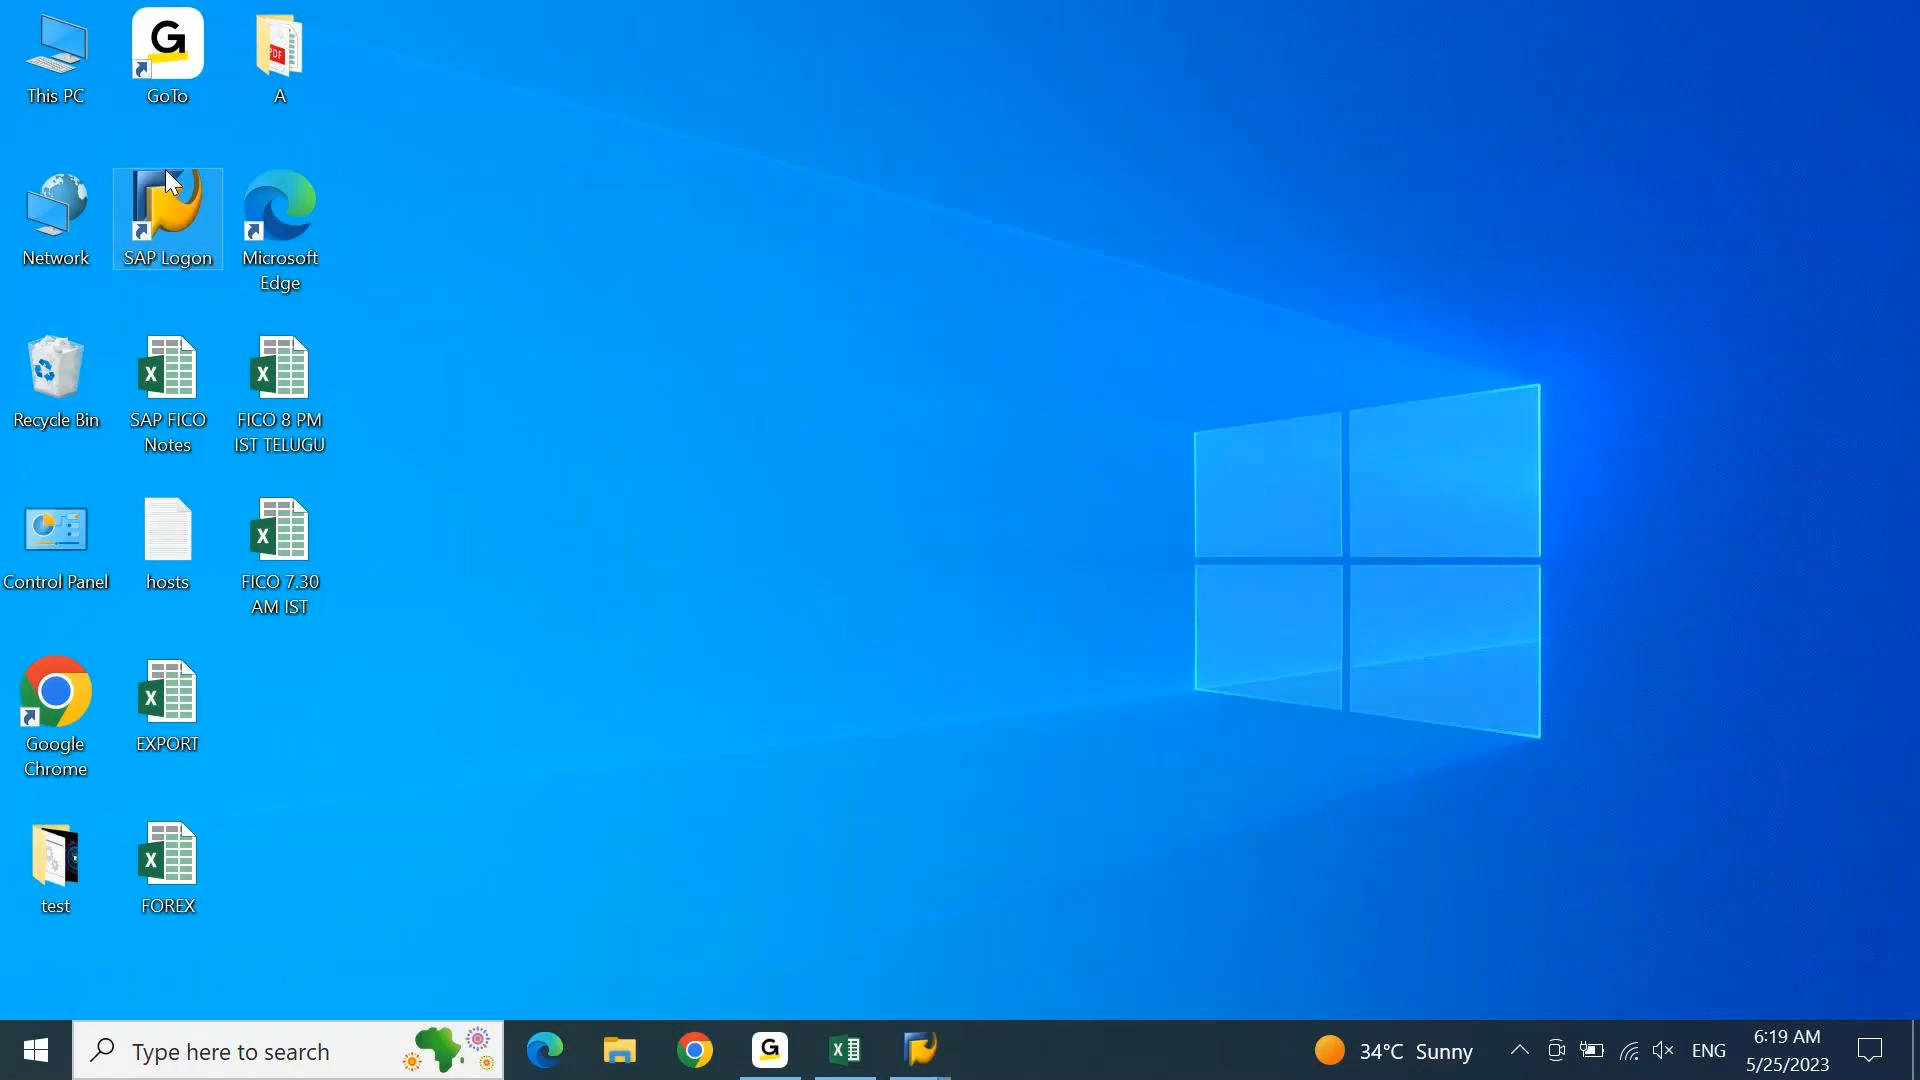 This PC
GoTo
A
Network
SAP Logon
Microsoft
Edge
Recycle Bin
SAP FICO
Notes
FICO 8 PM
IST TELUGU
Control Panel
hosts
FICO 7.30
AM IST
Google
Chrome
EXPORT
test
FOREX
Type here to search
34°C Sunny
ENG
6:19 AM
5/25/2023